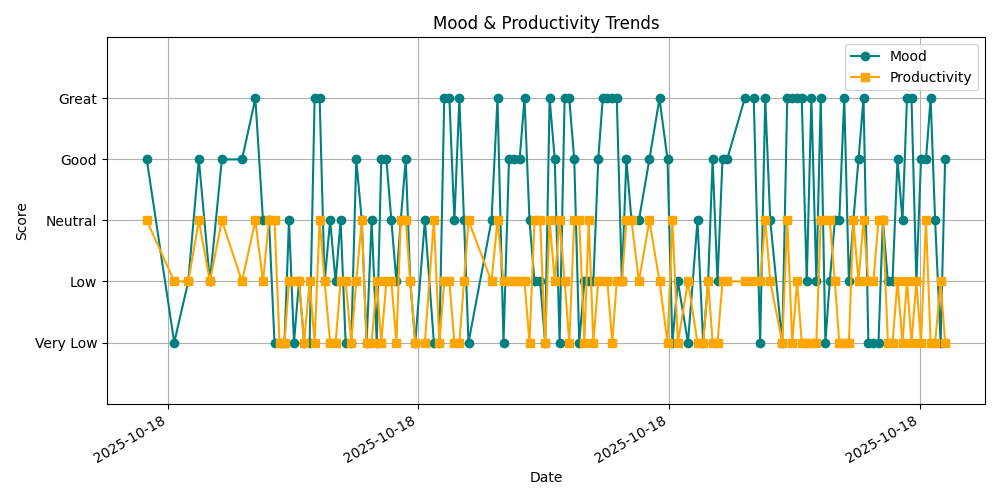 Mood & Productivity Trends
Mood
Productivity
Great
Good
Neutral
Low
Very Low
Score
2025-10-18
2025-10-18
2025-10-18
2025-10-18
Date